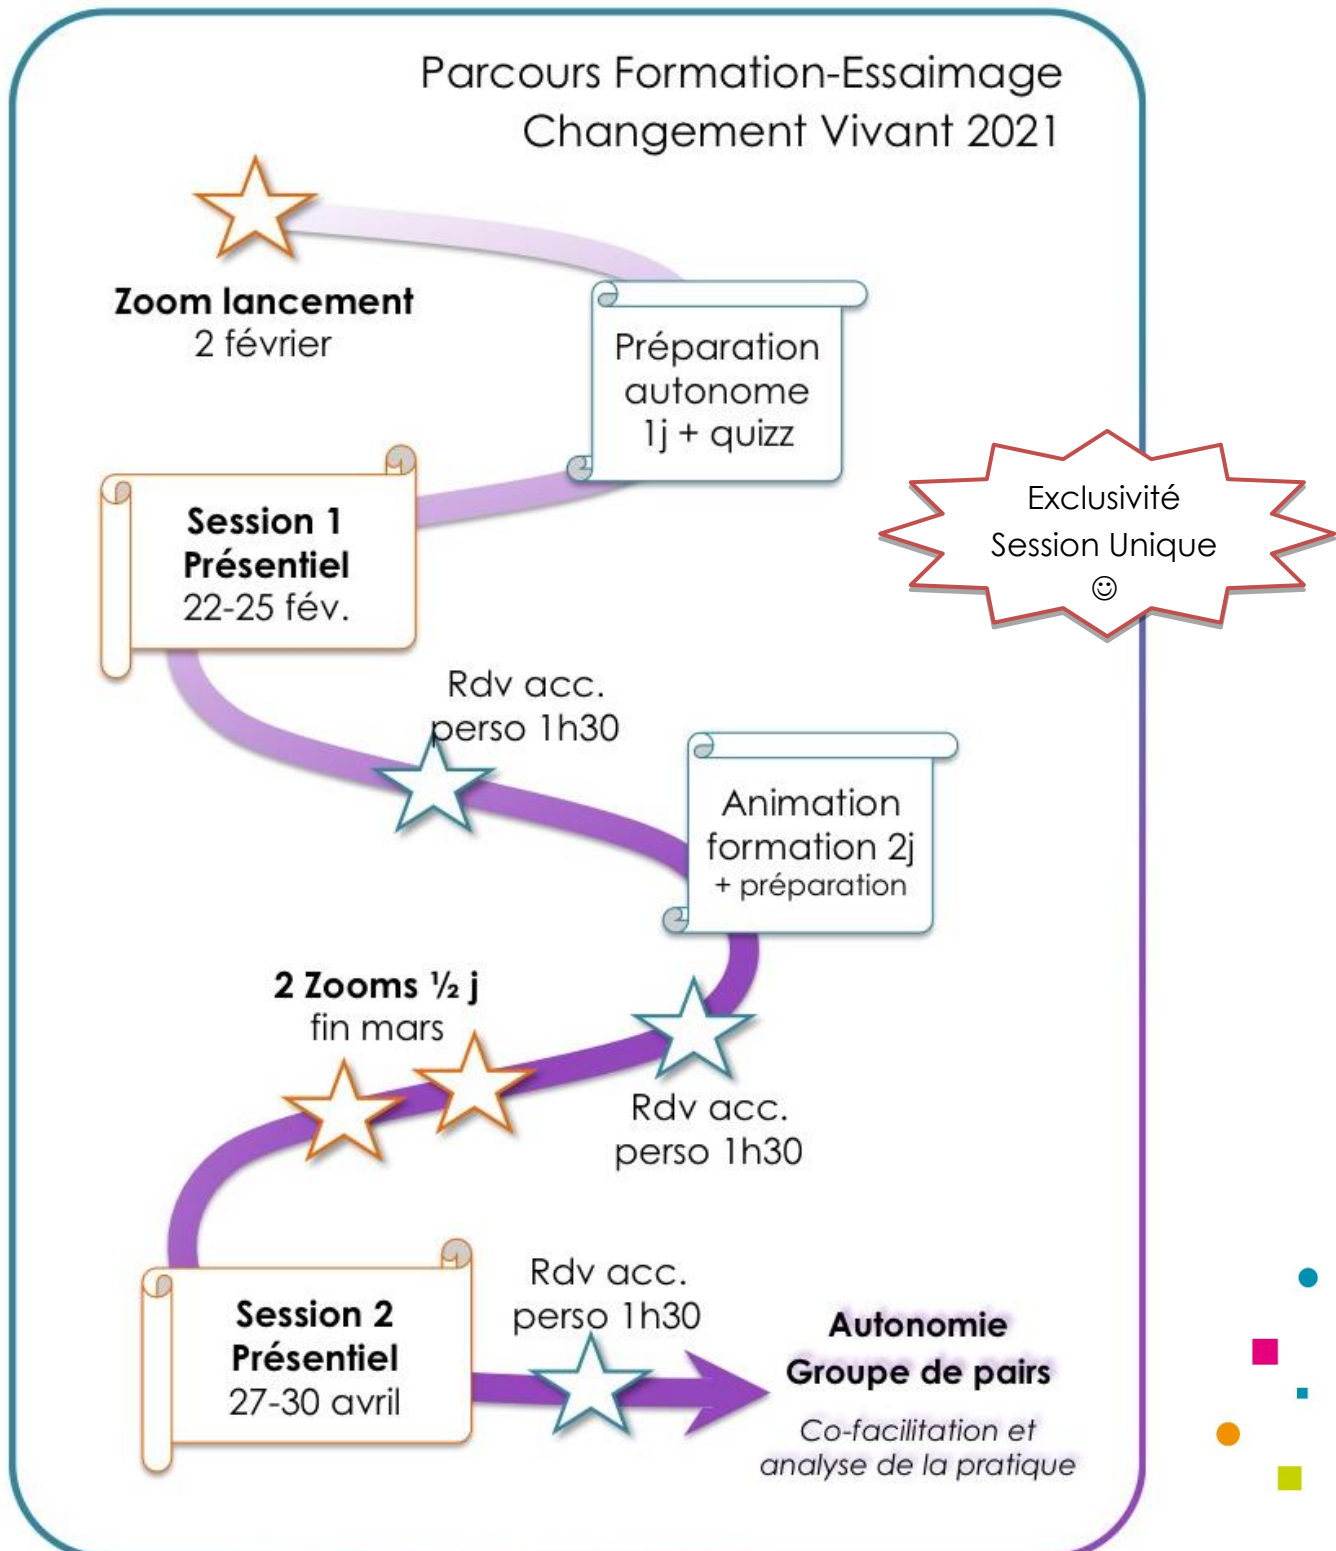 Parcours Formation-Essaimage
Changement Vivant 2021
Zoom lancement
2 février
Préparation
autonome
1j + quizz
Session 1
Présentiel
22-25 fév.
Exclusivité
Session Unique
☺
Rdv acc.
perso 1h30
Animation
formation 2j
+ préparation
2 Zooms ½ j
fin mars
Rdv acc.
perso 1h30
Session 2
Présentiel
27-30 avril
Rdv acc.
perso 1h30
Autonomie
Groupe de pairs
Co-facilitation et
analyse de la pratique